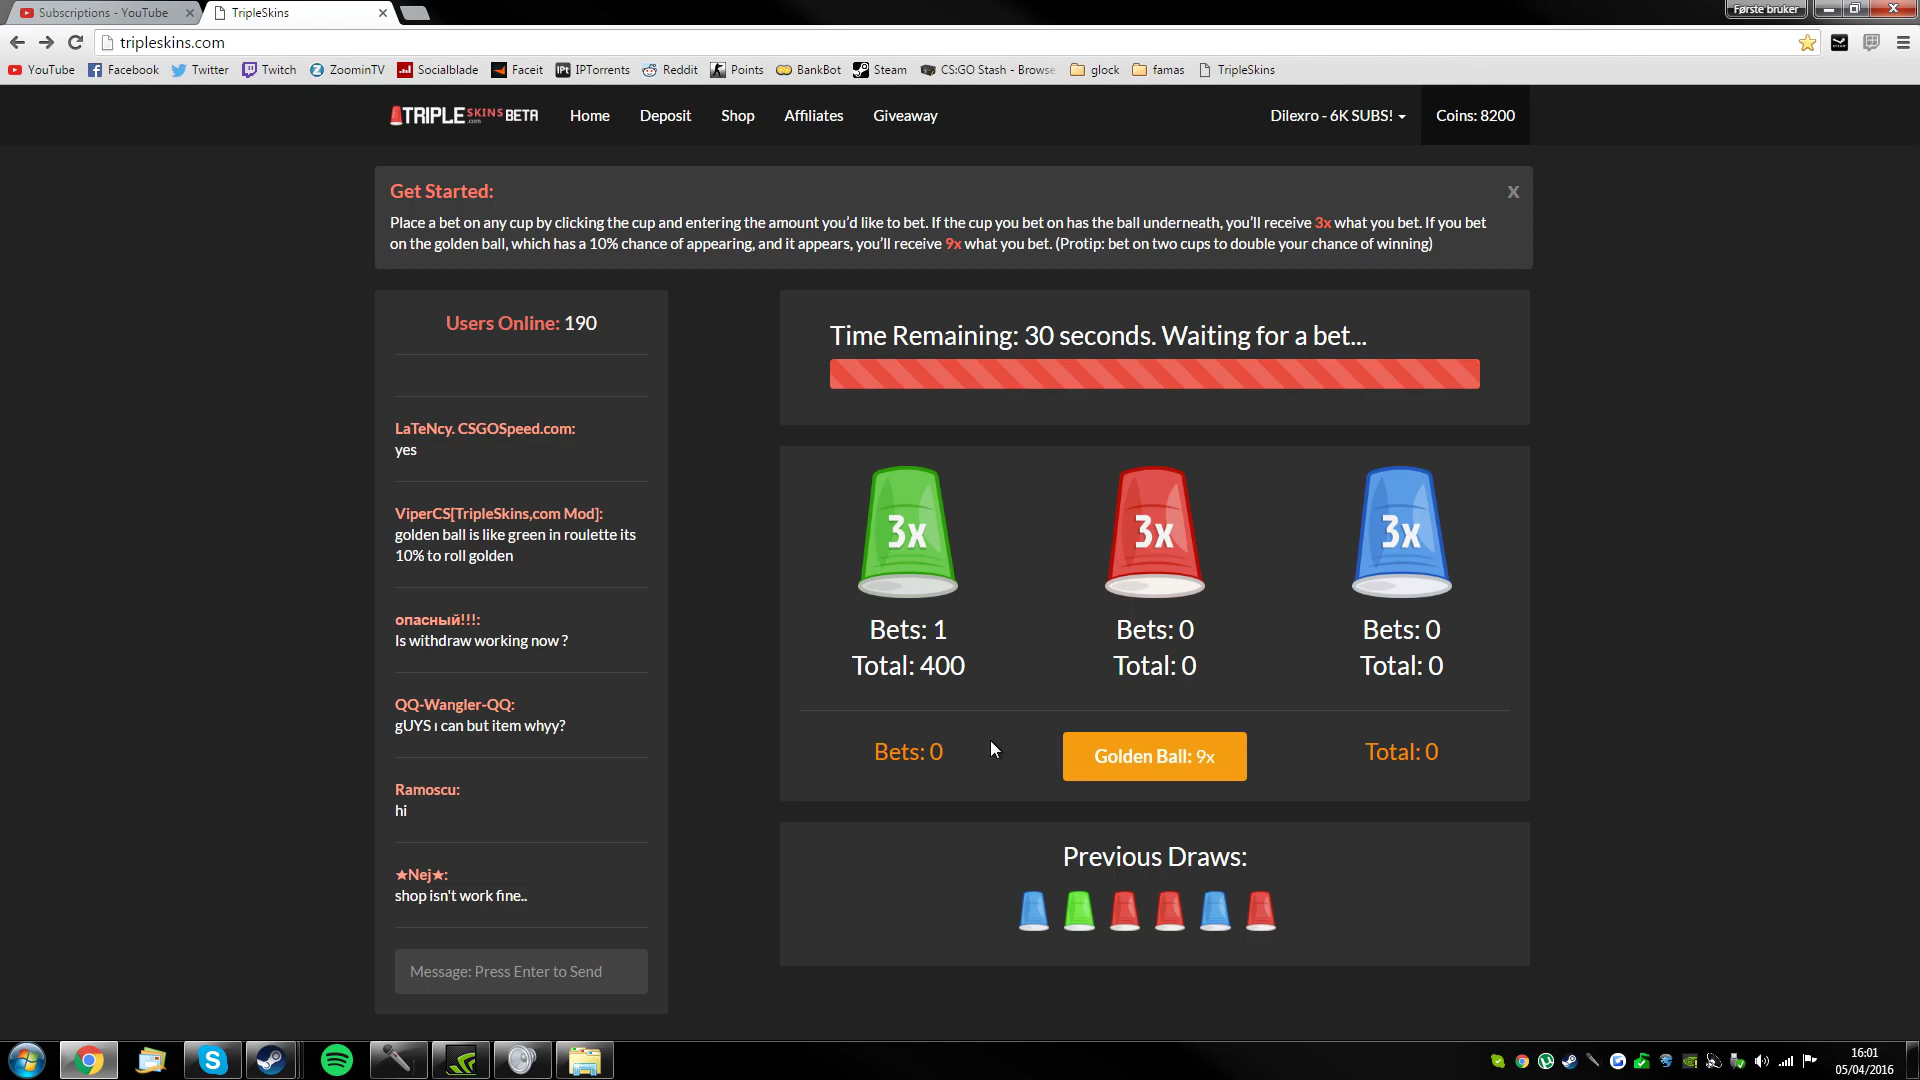 Subscriptions - YouTube
TripleSkins
Første bruker
tripleskins.com
YouTube
Facebook
Twitter
Twitch
ZoominTV
Socialblade
Faceit
IPTorrents
Reddit
Points
BankBot
Steam
CS:GO Stash - Browse
glock
famas
TripleSkins
TRIPLE SKINS .com BETA
Home
Deposit
Shop
Affiliates
Giveaway
Dilexro - 6K SUBS!
Coins: 8200
Get Started:
x
Place a bet on any cup by clicking the cup and entering the amount you’d like to bet. If the cup you bet on has the ball underneath, you’ll receive 3x what you bet. If you bet
on the golden ball, which has a 10% chance of appearing, and it appears, you’ll receive 9x what you bet. (Protip: bet on two cups to double your chance of winning)
Users Online: 190
LaTeNcy. CSGOSpeed.com:
yes
ViperCS[TripleSkins,com Mod]:
golden ball is like green in roulette its
10% to roll golden
опасный!!!:
Is withdraw working now ?
QQ-Wangler-QQ:
gUYS ı can but item whyy?
Ramoscu:
hi
★Nej★:
shop isn't work fine..
Message: Press Enter to Send
Time Remaining: 30 seconds. Waiting for a bet...
3x
3x
3x
Bets: 1
Bets: 0
Bets: 0
Total: 400
Total: 0
Total: 0
Bets: 0
Golden Ball: 9x
Total: 0
Previous Draws:
16:01
05/04/2016